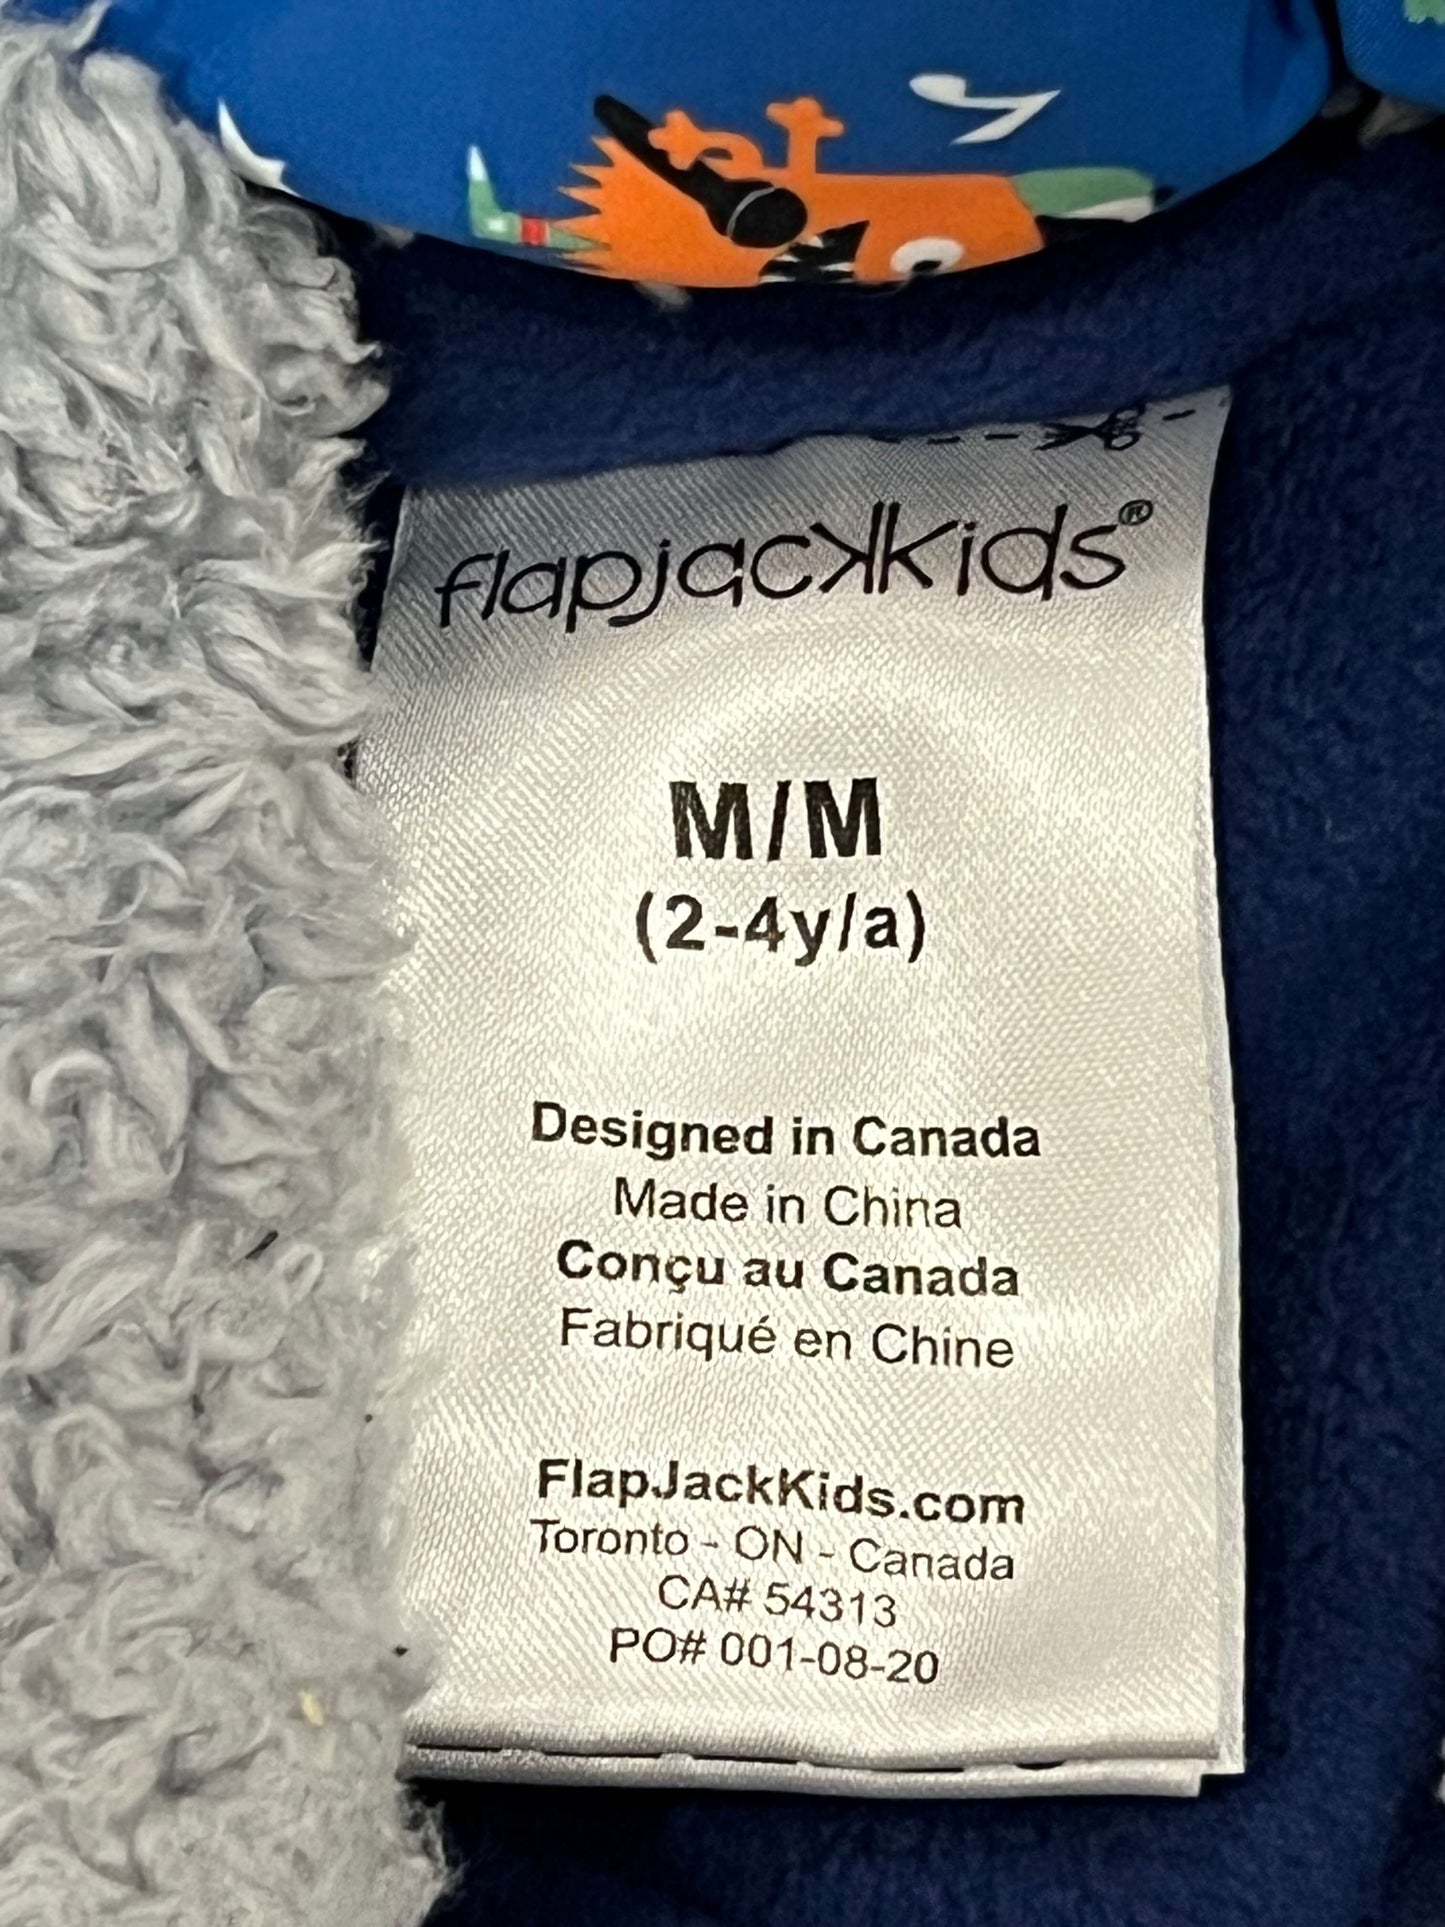 flapjackkids®
M/M
(2-4y/a)
Designed in Canada
Made in China
Conçu au Canada
Fabriqué en Chine
FlapJackKids.com
Toronto - ON - Canada
CA# 54313
PO# 001-08-20